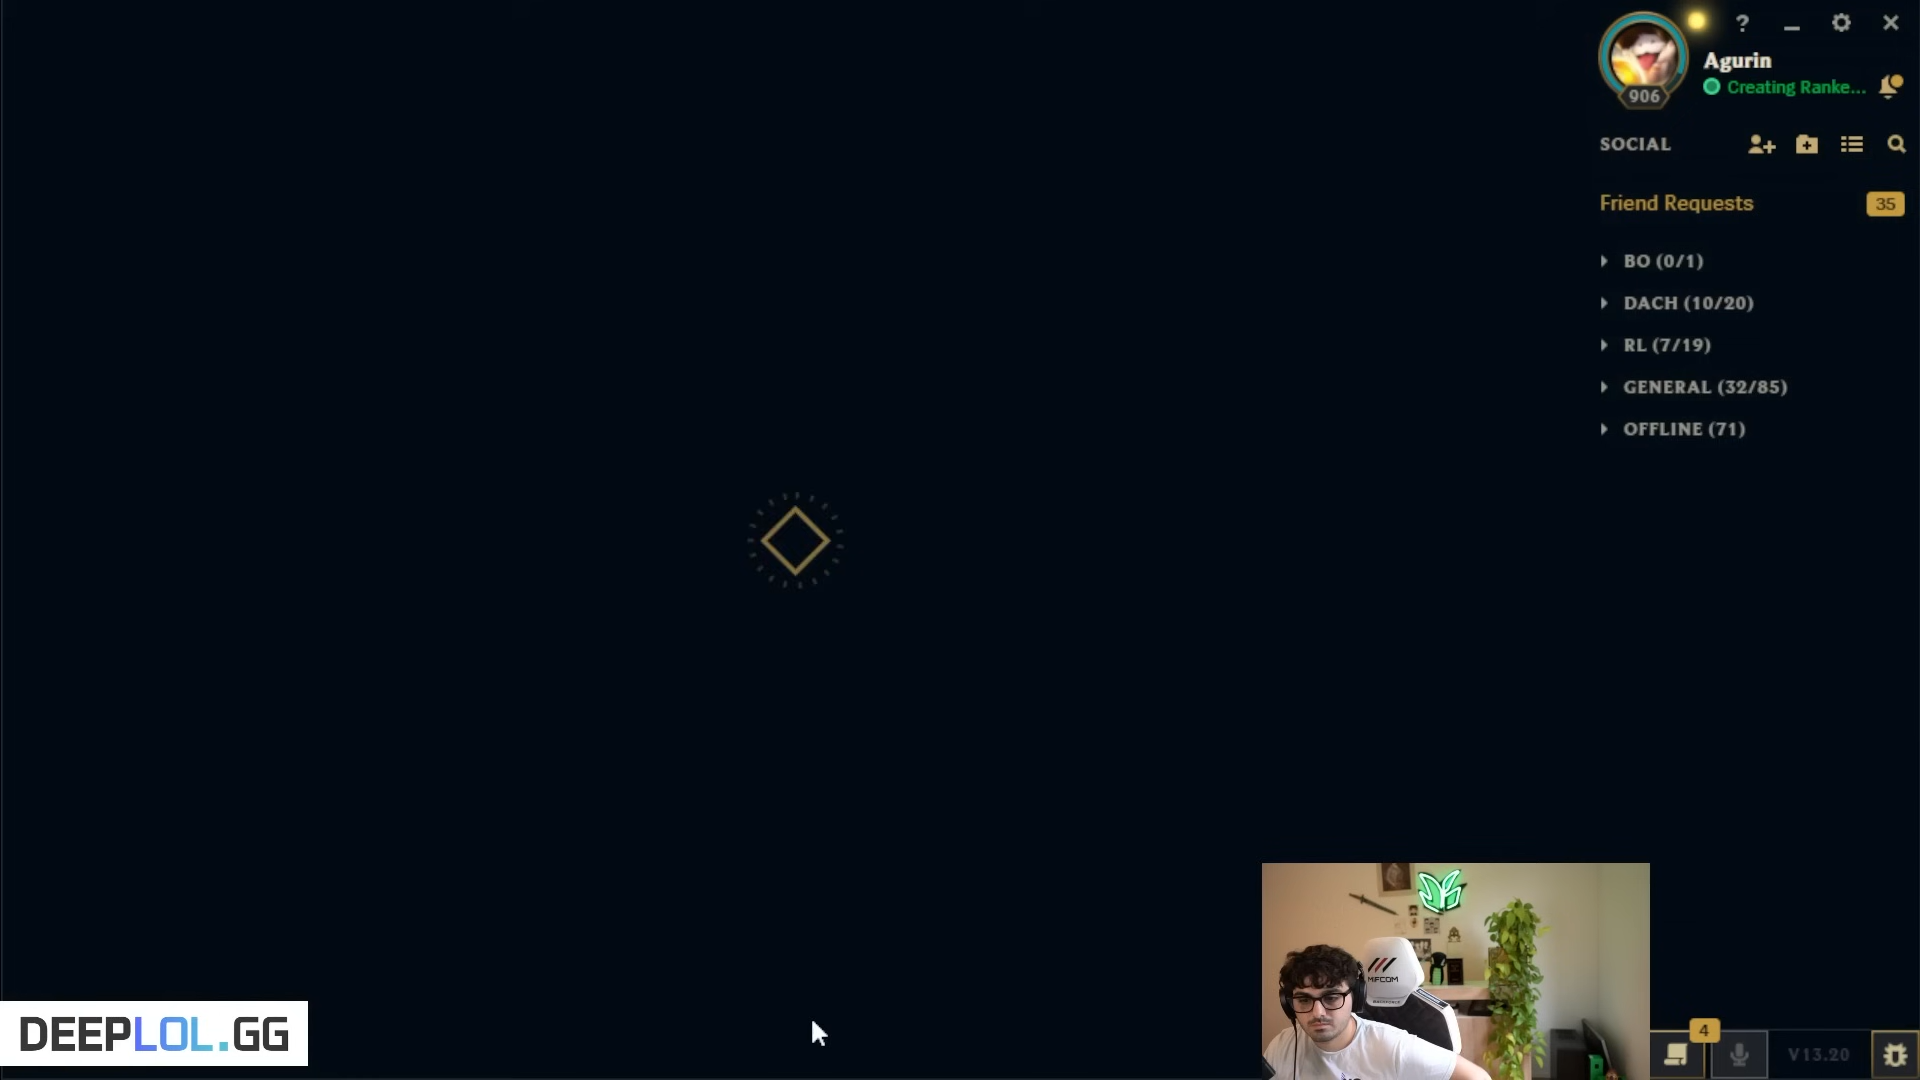 ?
Agurin
Creating Ranke...
906
SOCIAL
Friend Requests
35
BO (0/1)
DACH (10/20)
RL (7/19)
GENERAL (32/85)
OFFLINE (71)
MIFCOM
DEEPLOL.GG
4
V13.20